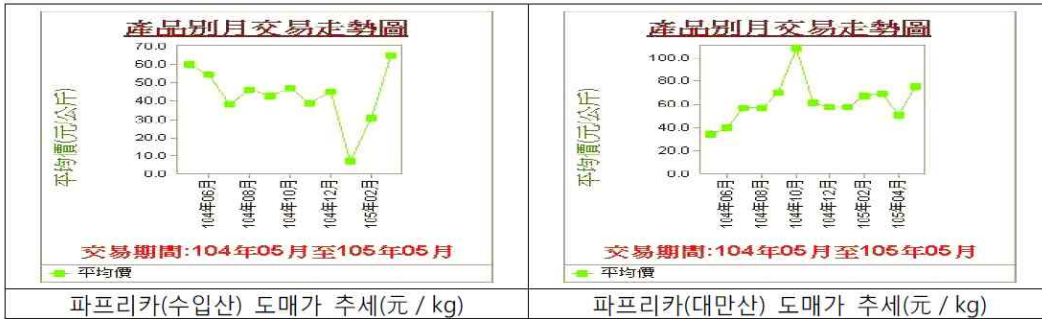 產品別月交易走勢圖
平均價(元/公斤)
70.0
60.0
50.0
40.0
30.0
20.0
10.0
0.0
104年06月
104年08月
104年10月
104年12月
105年02月
交易期間:104年05月至105年05月
平均價
파프리카(수입산) 도매가 추세(元 / kg)
產品別月交易走勢圖
平均價(元/公斤)
100.0
80.0
60.0
40.0
20.0
0.0
104年06月
104年08月
104年10月
104年12月
105年02月
105年04月
交易期間:104年05月至105年05月
平均價
파프리카(대만산) 도매가 추세(元 / kg)